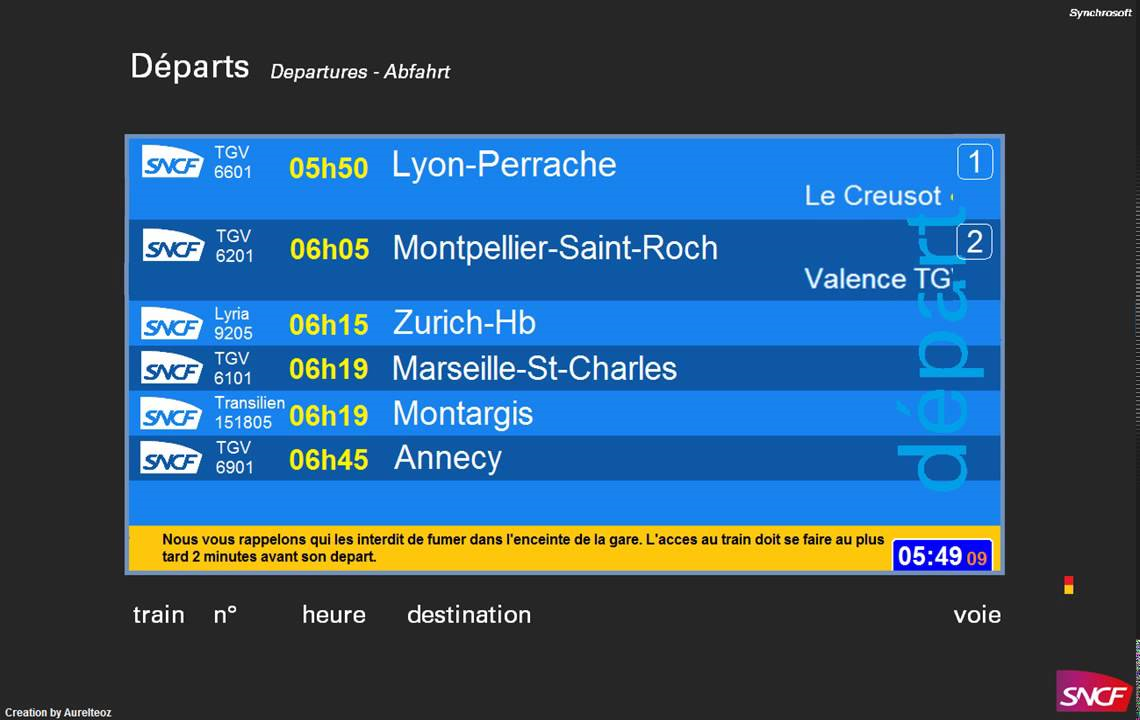 Synchrosoft
Départs Departures - Abfahrt
SNCF TGV 6601 05h50 Lyon-Perrache 1
Le Creusot
SNCF TGV 6201 06h05 Montpellier-Saint-Roch 2
Valence TG
SNCF Lyria 9205 06h15 Zurich-Hb
SNCF TGV 6101 06h19 Marseille-St-Charles
SNCF Transilien 151805 06h19 Montargis
SNCF TGV 6901 06h45 Annecy
départ
Nous vous rappelons qui les interdit de fumer dans l'enceinte de la gare. L'acces au train doit se faire au plus
tard 2 minutes avant son depart.
05:49 09
train n° heure destination voie
SNCF
Creation by Aurelteoz